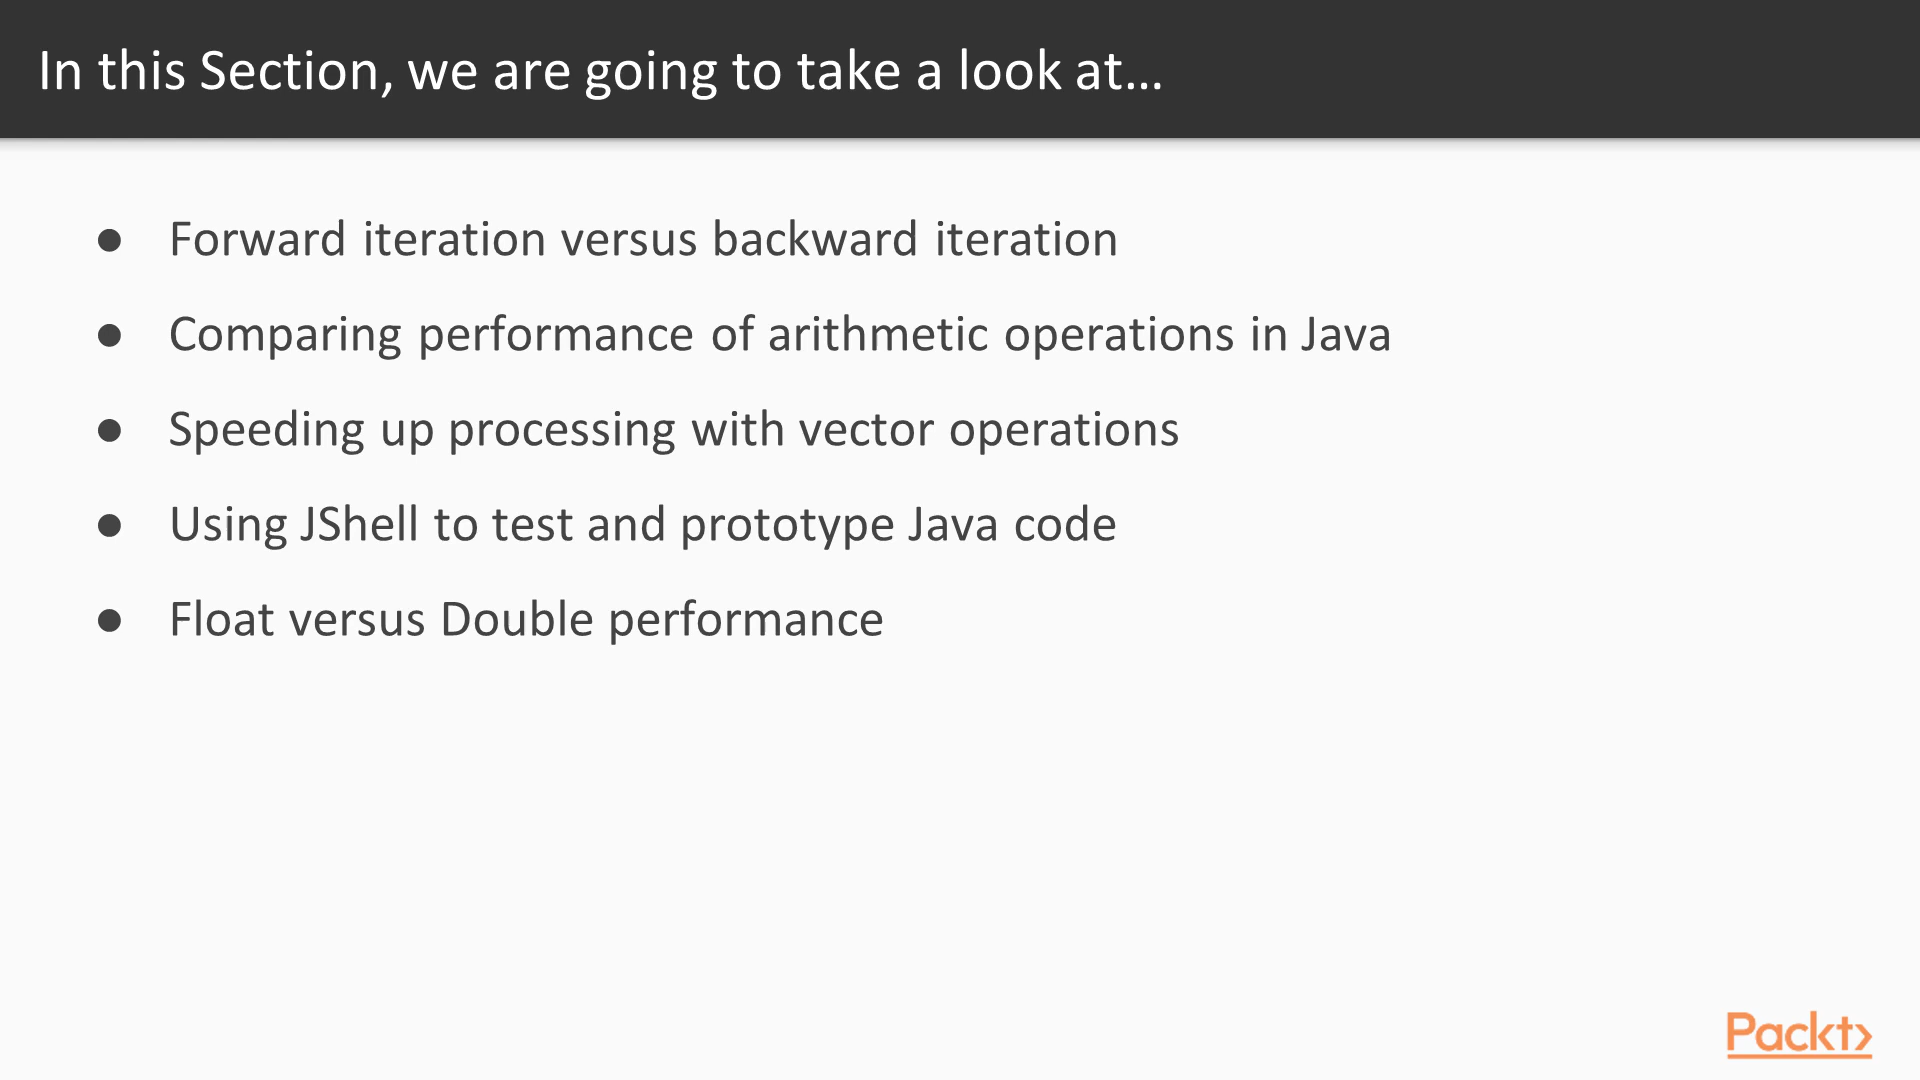 In this Section, we are going to take a look at…
● Forward iteration versus backward iteration
● Comparing performance of arithmetic operations in Java
● Speeding up processing with vector operations
● Using JShell to test and prototype Java code
● Float versus Double performance
Packt>